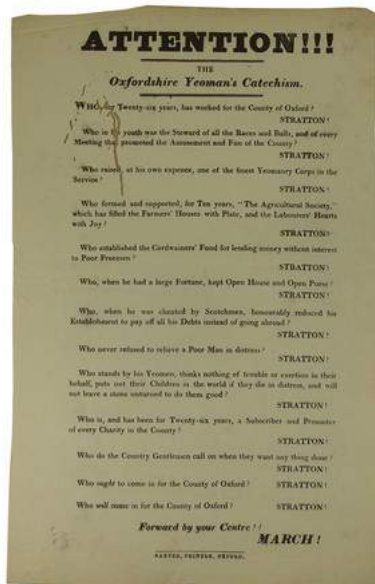 ATTENTION!!!
THE
Oxfordshire Yeoman's Catechism.
WHO, for Twenty-six years, has worked for the County of Oxford?
STRATTON!
Who in his youth was the Steward of all the Races and Balls, and of every
Meeting that promoted the Amusement and Fun of the County?
STRATTON!
Who raised, at his own expense, one of the finest Yeomanry Corps in the
Service?
STRATTON!
Who formed and supported, for Ten years, "The Agricultural Society,"
which has filled the Farmers' Houses with Plate, and the Labourers' Hearts
with Joy?
STRATTON!
Who established the Cordwainers' Fund for lending money without interest
to Poor Freemen?
STRATTON!
Who, when he had a large Fortune, kept Open House and Open Purse?
STRATTON!
Who, when he was cheated by Scotchmen, honourably reduced his
Establishment to pay off all his Debts instead of going abroad?
STRATTON!
Who never refused to relieve a Poor Man in distress?
STRATTON!
Who stands by his Yeomen, thinks nothing of trouble or exertion in their
behalf, puts out their Children in the world if they die in distress, and will
not leave a stone unturned to do them good?
STRATTON!
Who is, and has been for Twenty-six years, a Subscriber and Promoter
of every Charity in the County?
STRATTON!
Who do the Country Gentlemen call on when they want any thing done?
STRATTON!
Who ought to come in for the County of Oxford? STRATTON!
Who will come in for the County of Oxford? STRATTON!
Forward by your Centre!!
MARCH!
BAXTER, PRINTER, OXFORD.